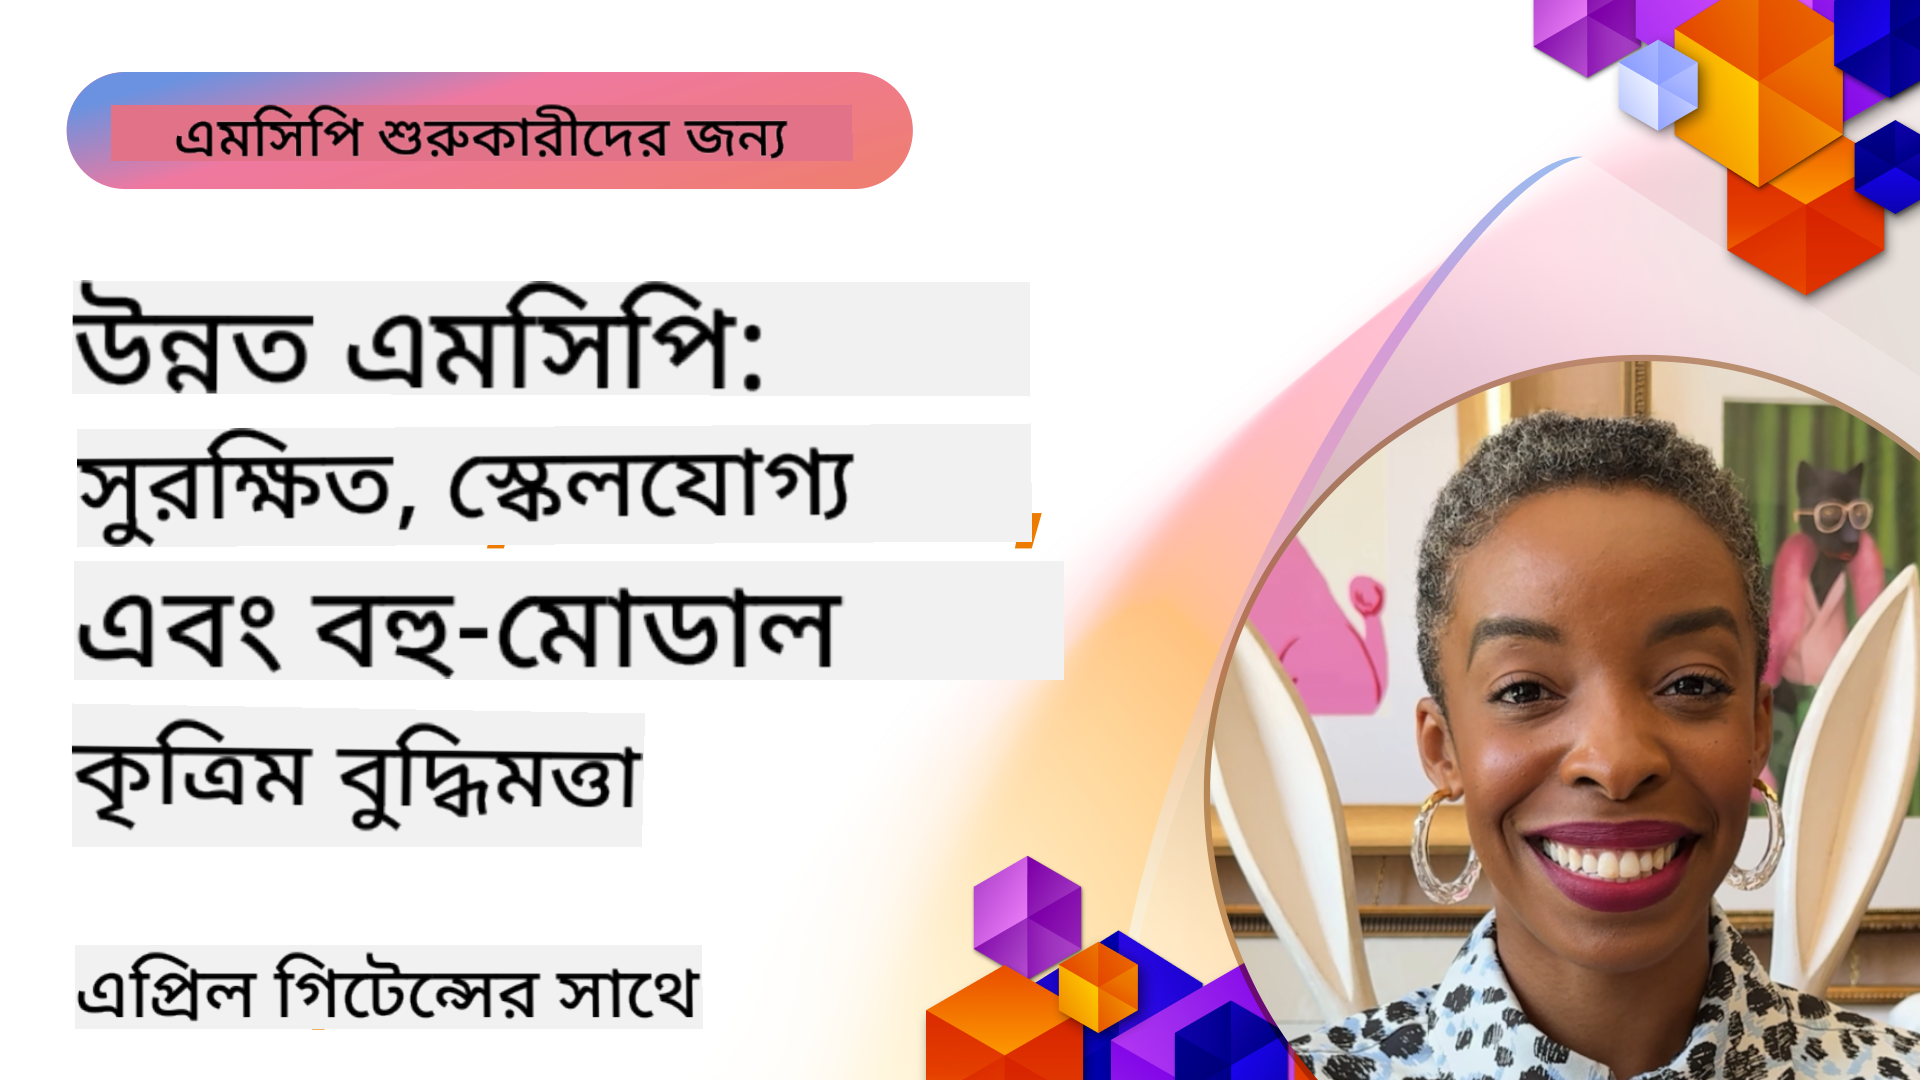 এমসিপি শুরুকারীদের জন্য
উন্নত এমসিপি:
সুরক্ষিত, স্কেলযোগ্য
এবং বহু-মোডাল
কৃত্রিম বুদ্ধিমত্তা
এপ্রিল গিটেন্সের সাথে